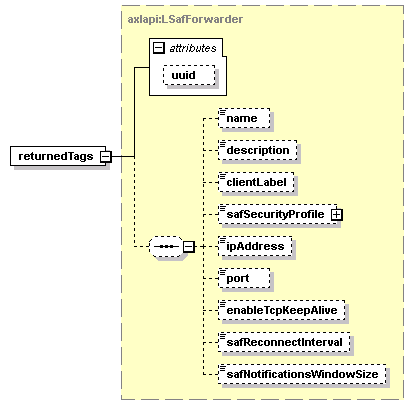 axlapi:LSafForwarder
attributes
uuid
name
description
returnedTags
clientLabel
safSecurityProfile
ipAddress
port
enableTcpKeepAlive
safReconnectInterval
safNotificationsWindowSize